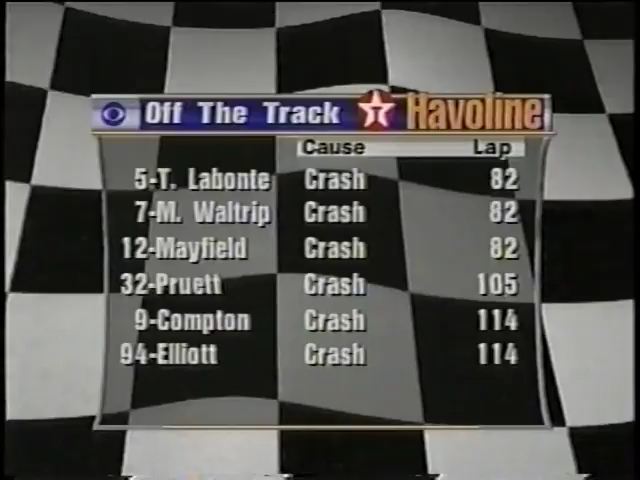 Off The Track Havoline
Cause Lap
5-T. Labonte Crash 82
7-M. Waltrip Crash 82
12-Mayfield Crash 82
32-Pruett Crash 105
9-Compton Crash 114
94-Elliott Crash 114